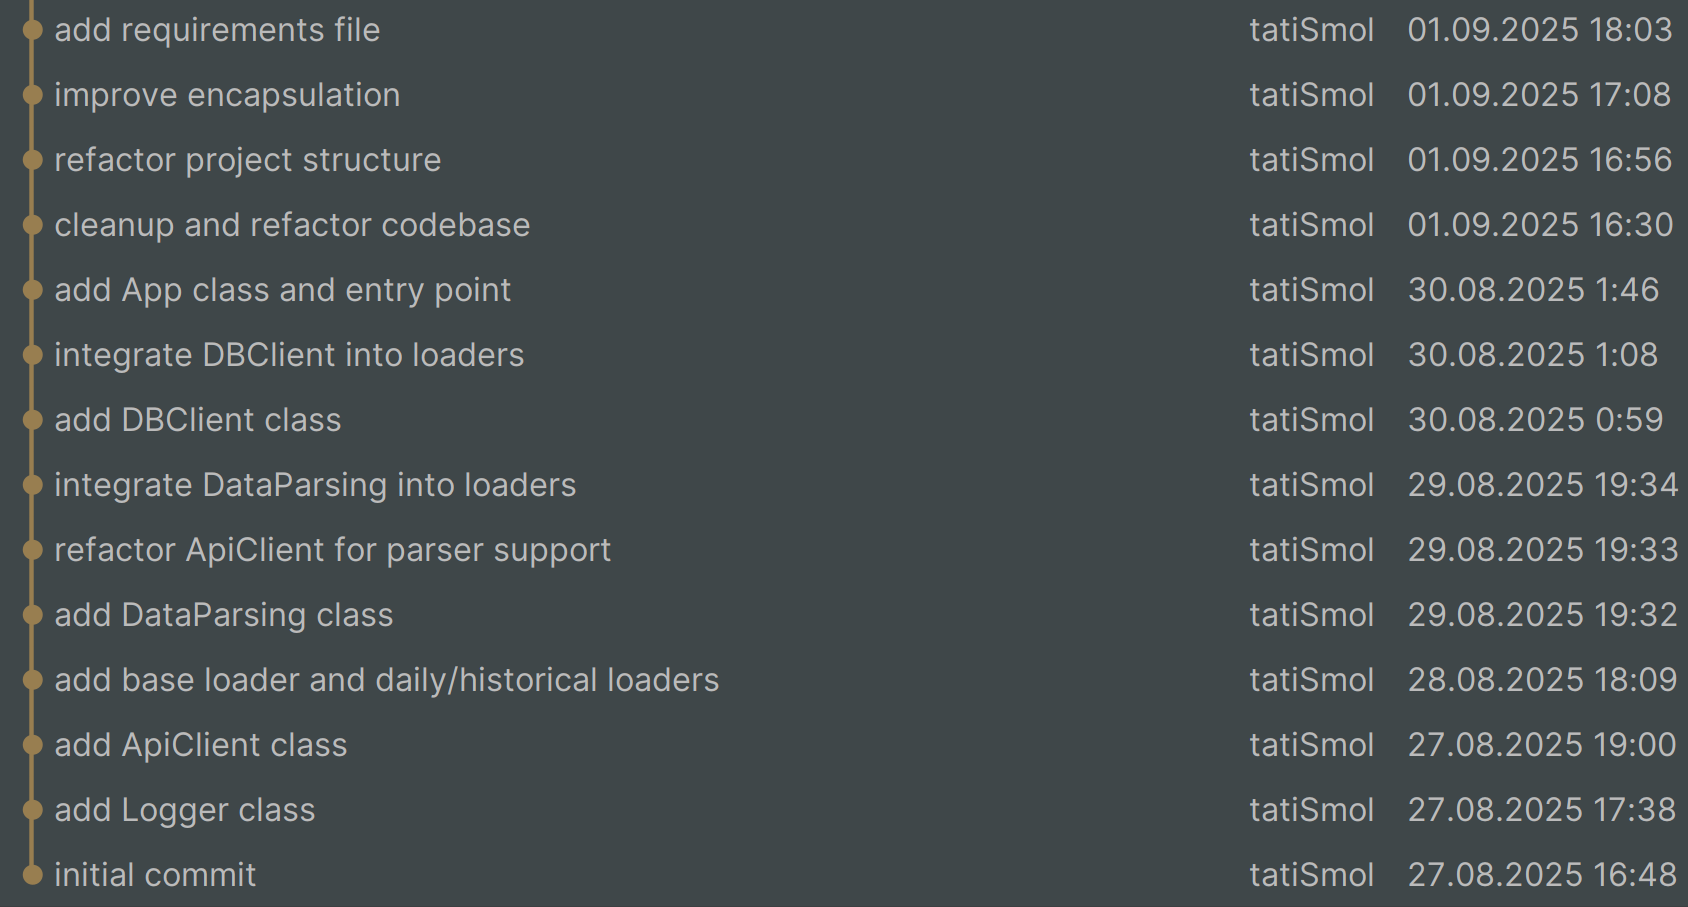 add requirements file tatiSmol 01.09.2025 18:03
improve encapsulation tatiSmol 01.09.2025 17:08
refactor project structure tatiSmol 01.09.2025 16:56
cleanup and refactor codebase tatiSmol 01.09.2025 16:30
add App class and entry point tatiSmol 30.08.2025 1:46
integrate DBClient into loaders tatiSmol 30.08.2025 1:08
add DBClient class tatiSmol 30.08.2025 0:59
integrate DataParsing into loaders tatiSmol 29.08.2025 19:34
refactor ApiClient for parser support tatiSmol 29.08.2025 19:33
add DataParsing class tatiSmol 29.08.2025 19:32
add base loader and daily/historical loaders tatiSmol 28.08.2025 18:09
add ApiClient class tatiSmol 27.08.2025 19:00
add Logger class tatiSmol 27.08.2025 17:38
initial commit tatiSmol 27.08.2025 16:48